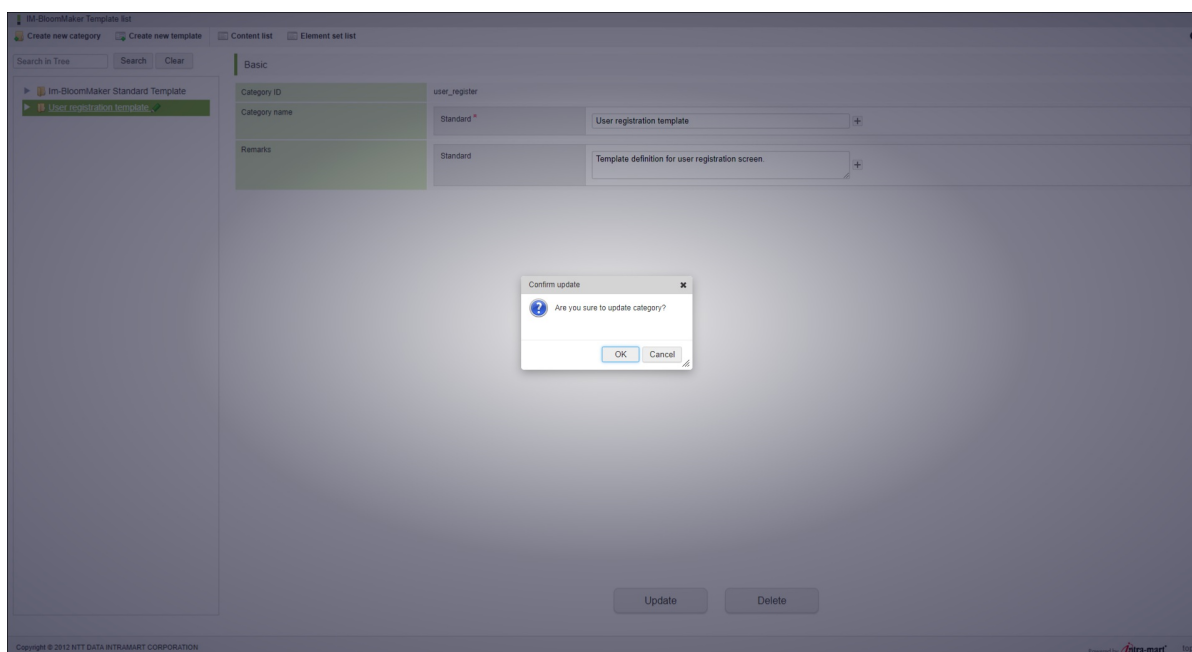 IM-BloomMaker Template list
Create new category Create new template Content list Element set list
Search in Tree Search Clear
Basic
Im-BloomMaker Standard Template
User registration template
Category ID user_register
Category name Standard * User registration template +
Remarks Standard Template definition for user registration screen. +
Confirm update
Are you sure to update category?
OK Cancel
Update Delete
Copyright © 2012 NTT DATA INTRAMART CORPORATION
Powered by intra-mart top